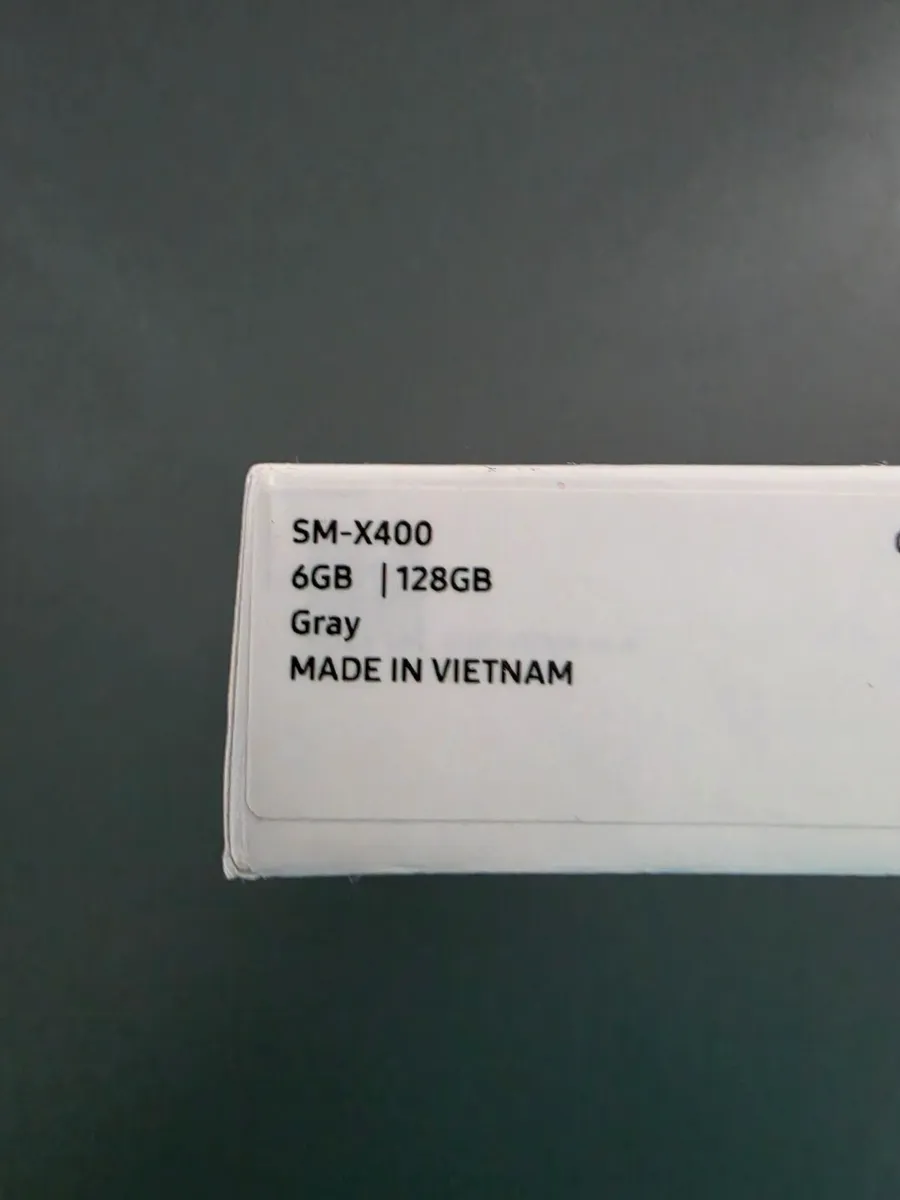 SM-X400
6GB | 128GB
Gray
MADE IN VIETNAM